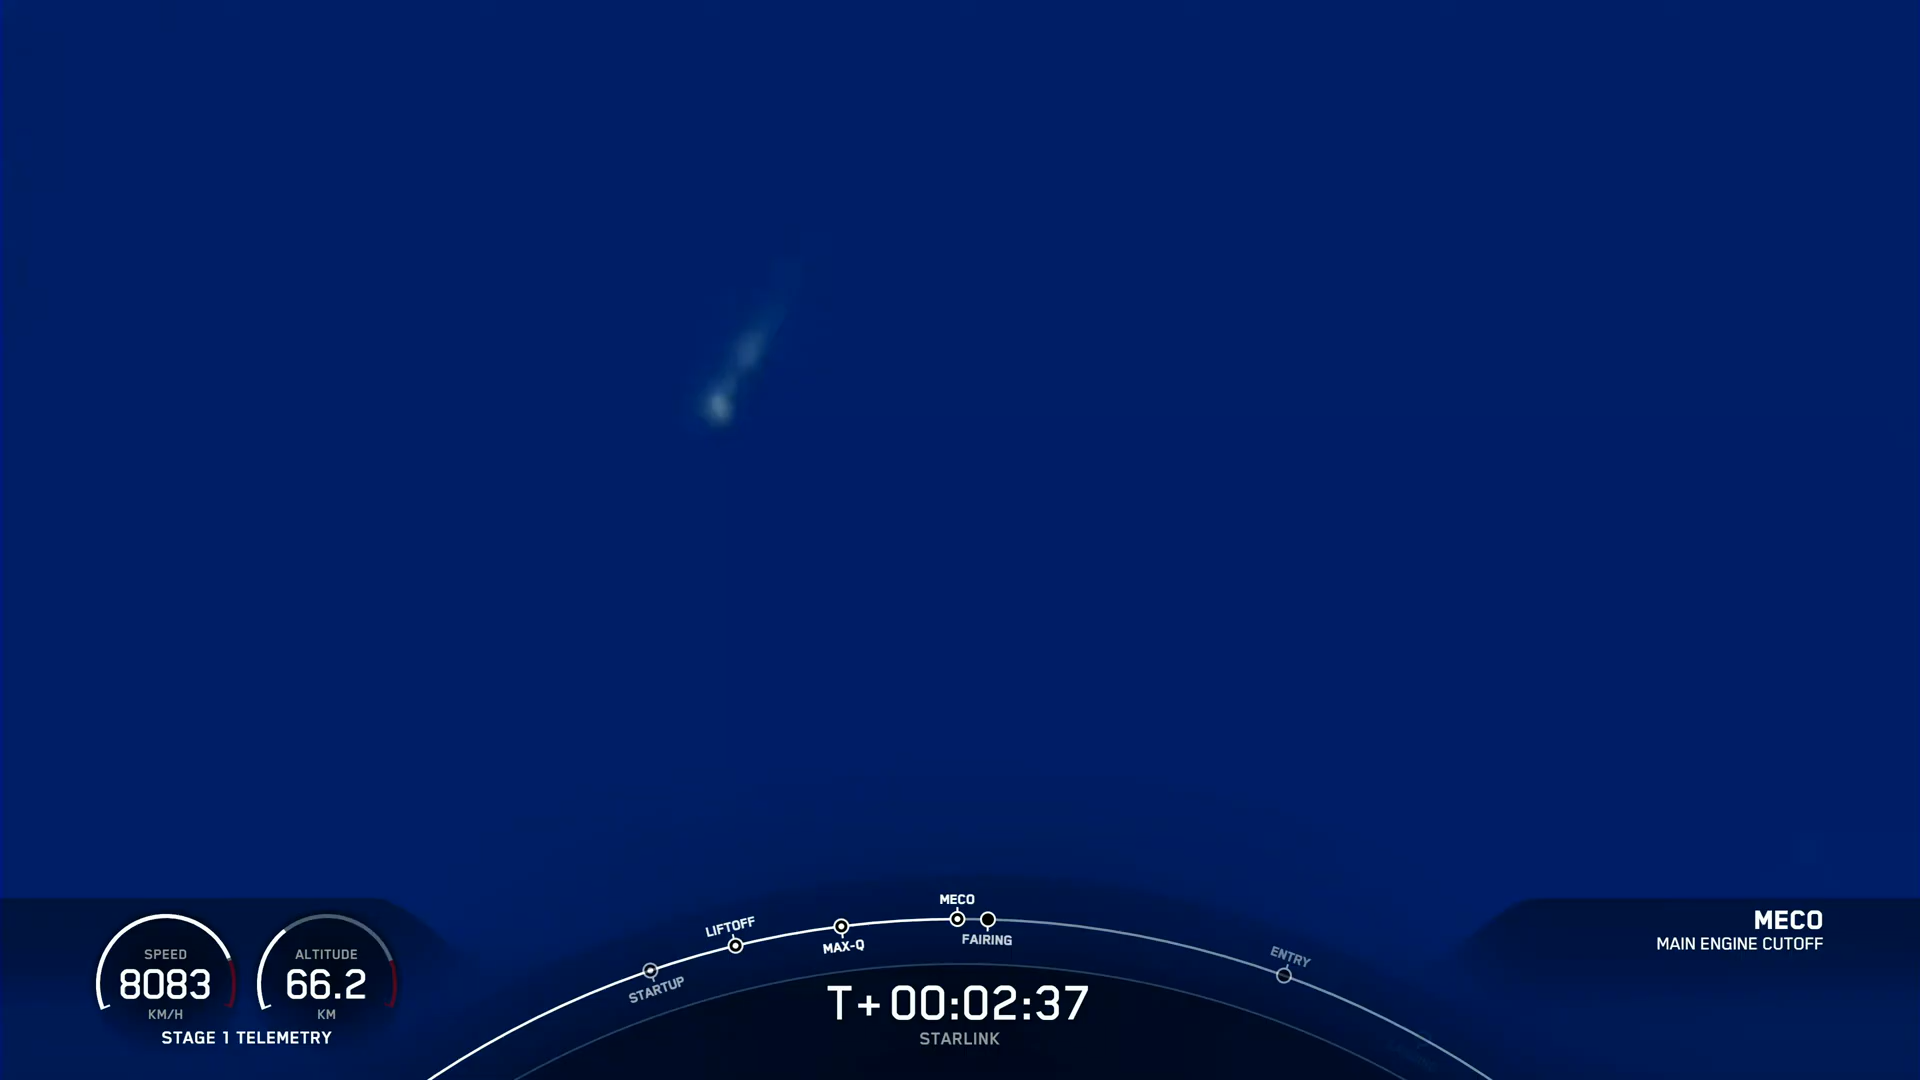 MECO
LIFTOFF
MAX-Q
FAIRING
STARTUP
ENTRY
SPEED
8083
KM/H
ALTITUDE
66.2
KM
STAGE 1 TELEMETRY
T+00:02:37
STARLINK
MECO
MAIN ENGINE CUTOFF